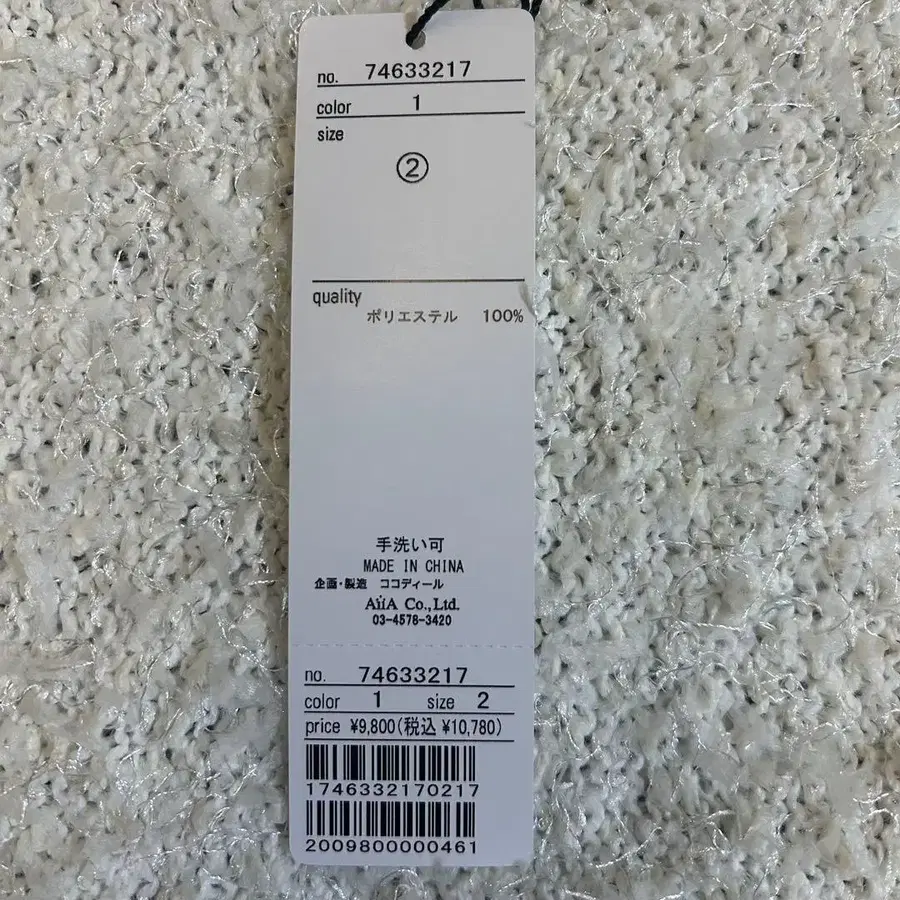 no. 74633217
color 1
size
②
quality
ポリエステル 100%
手洗い可
MADE IN CHINA
企画・製造 ココディール
AiiA Co.,Ltd.
03-4578-3420
no. 74633217
color 1 size 2
price ¥9,800(税込 ¥10,780)
1746332170217
2009800000461